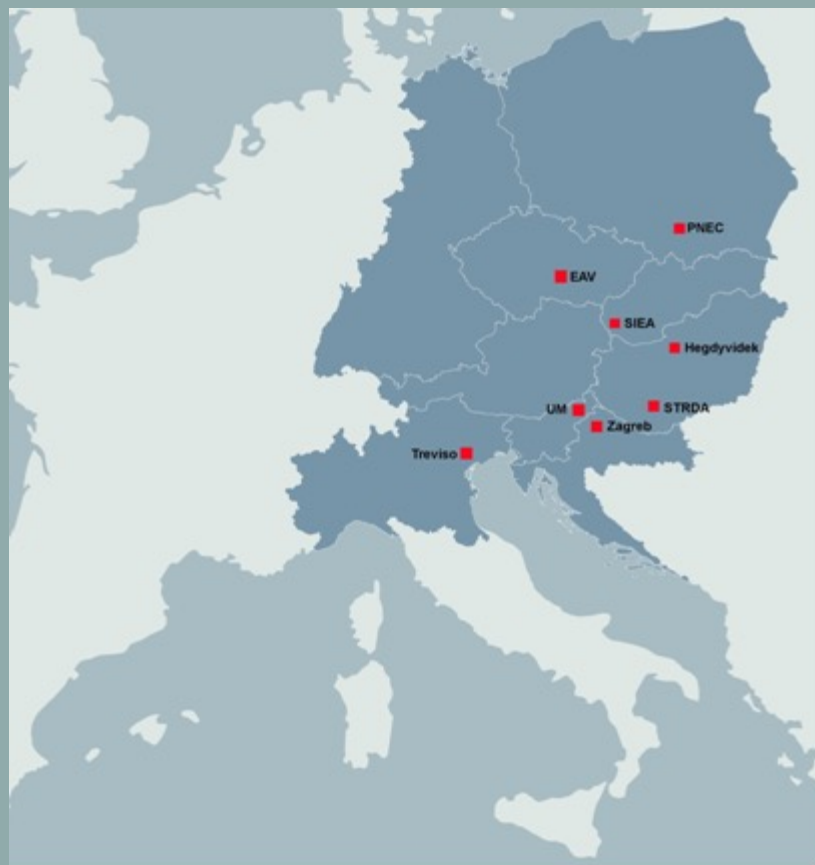 PNEC
EAV
SIEA
Hegdyvidek
STRDA
UM
Zagreb
Treviso